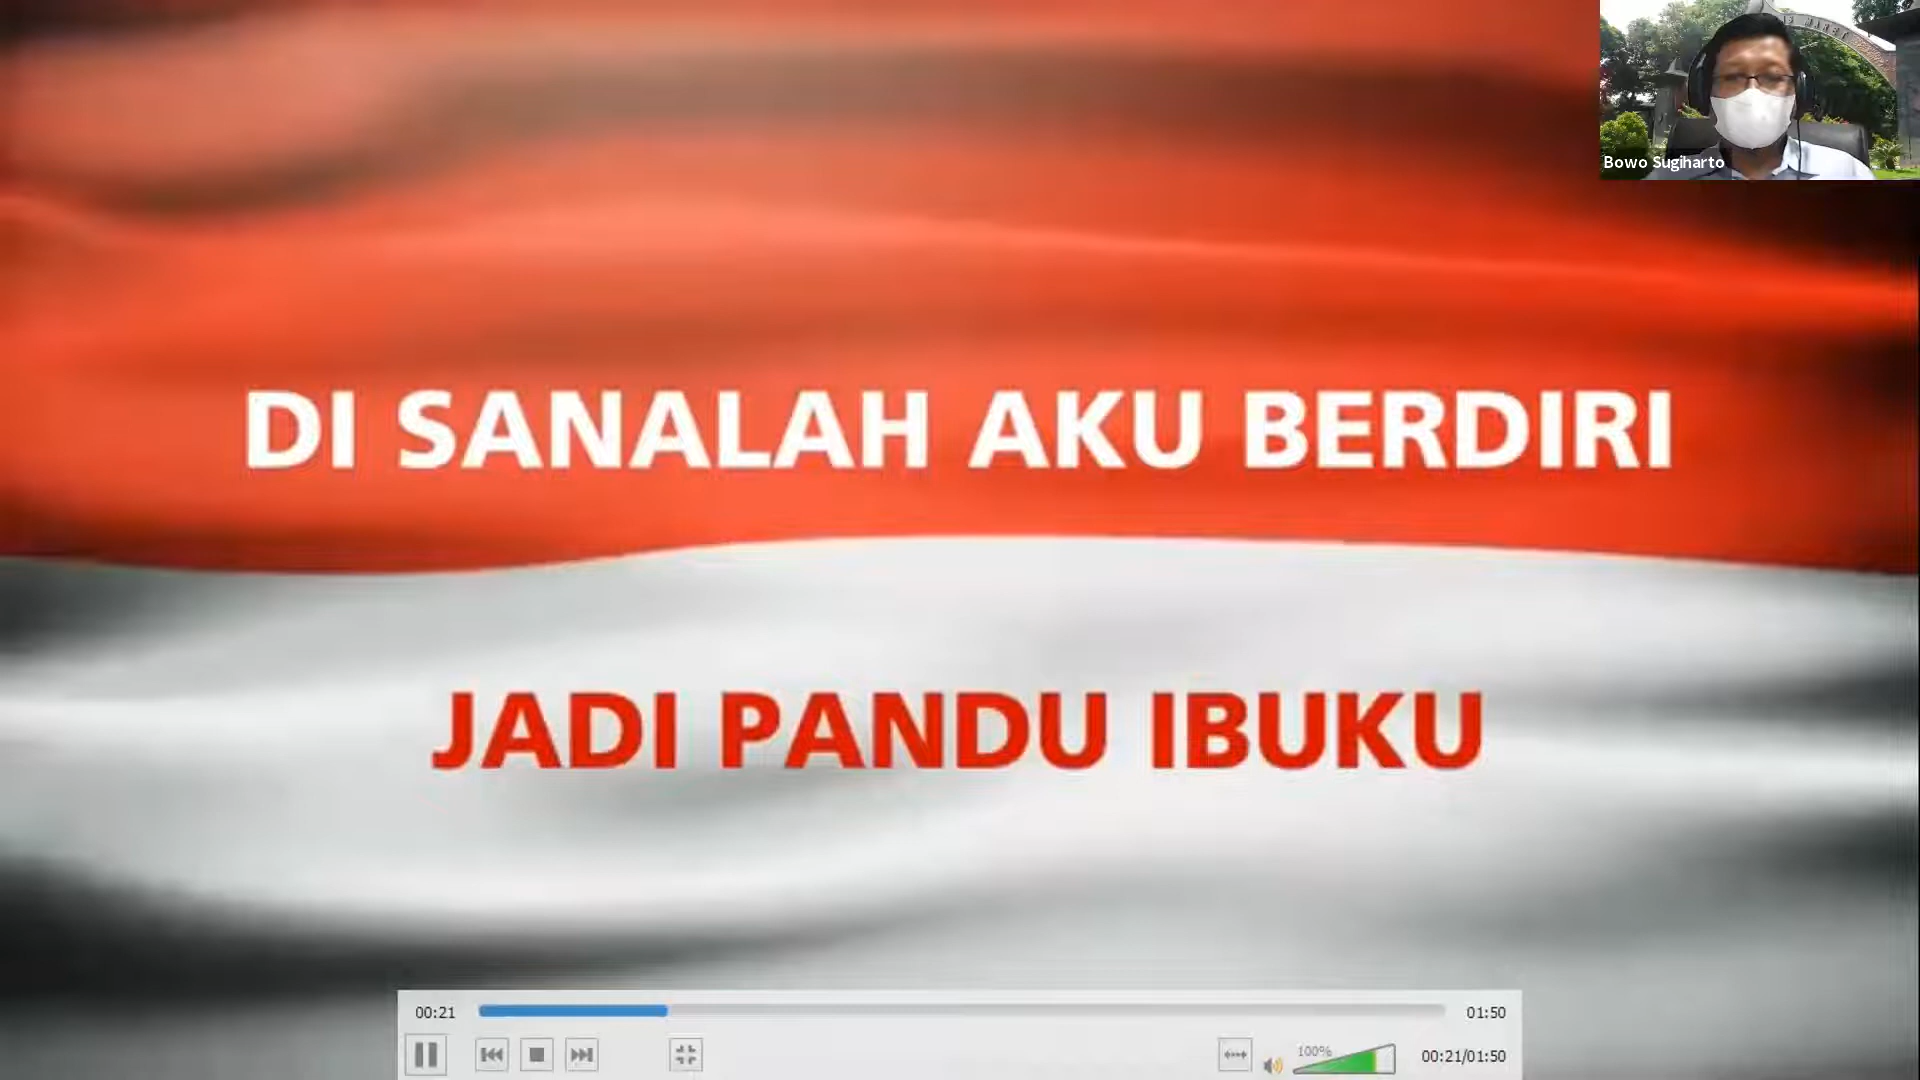 Bowo Sugiharto
DI SANALAH AKU BERDIRI
JADI PANDU IBUKU
00:21
01:50
100%
00:21/01:50